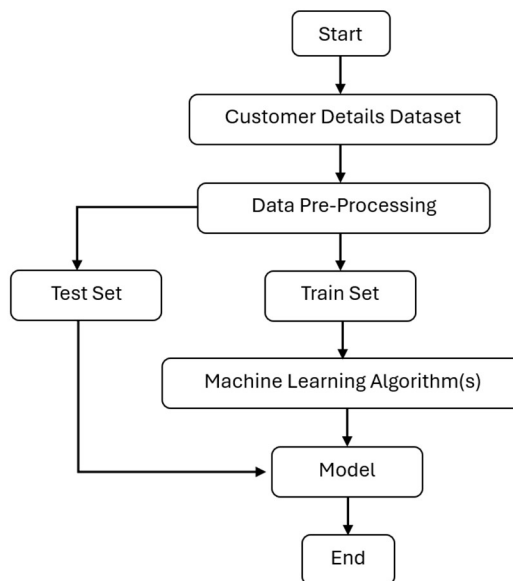 Start
Customer Details Dataset
Data Pre-Processing
Test Set
Train Set
Machine Learning Algorithm(s)
Model
End